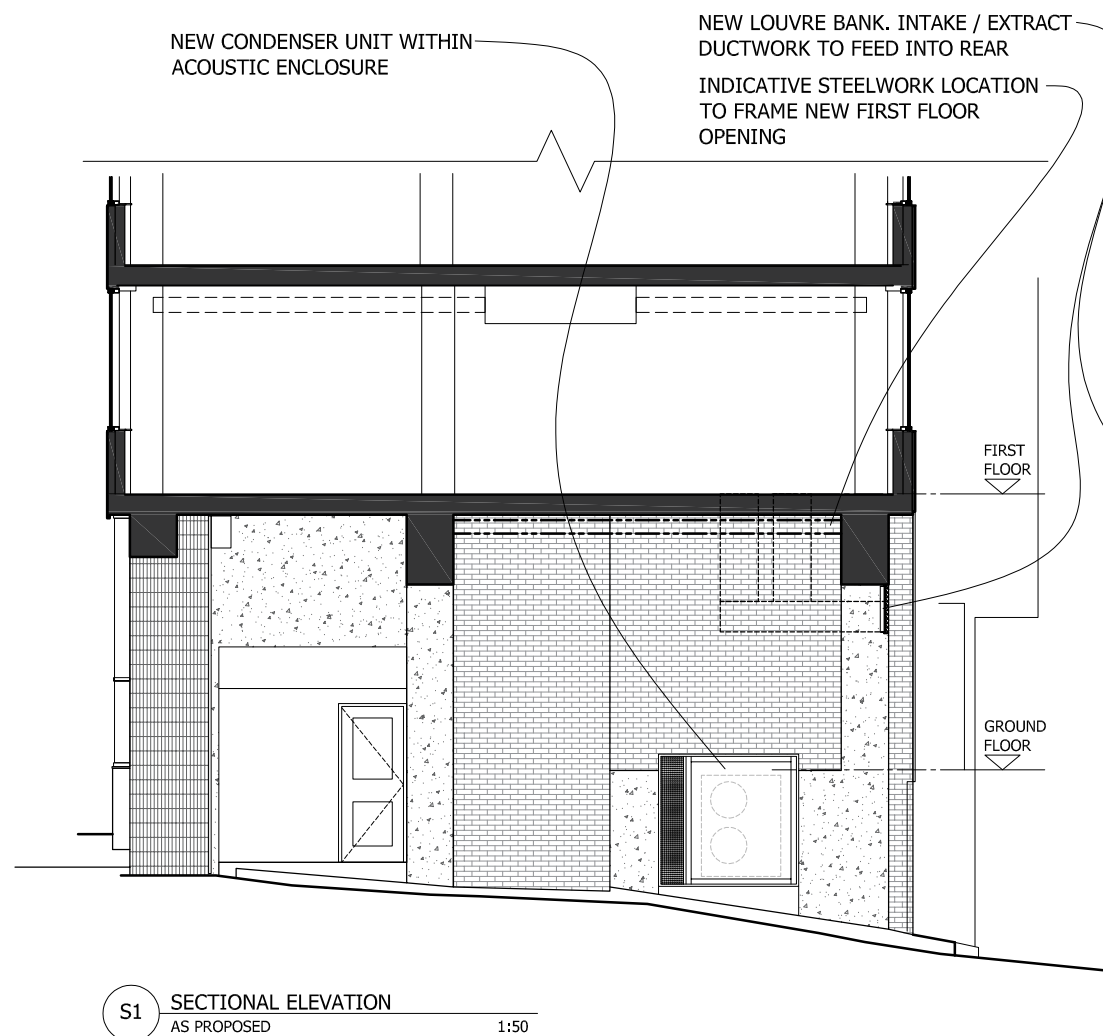 NEW CONDENSER UNIT WITHIN
ACOUSTIC ENCLOSURE
NEW LOUVRE BANK. INTAKE / EXTRACT
DUCTWORK TO FEED INTO REAR
INDICATIVE STEELWORK LOCATION
TO FRAME NEW FIRST FLOOR
OPENING
FIRST
FLOOR
GROUND
FLOOR
S1
SECTIONAL ELEVATION
AS PROPOSED 1:50